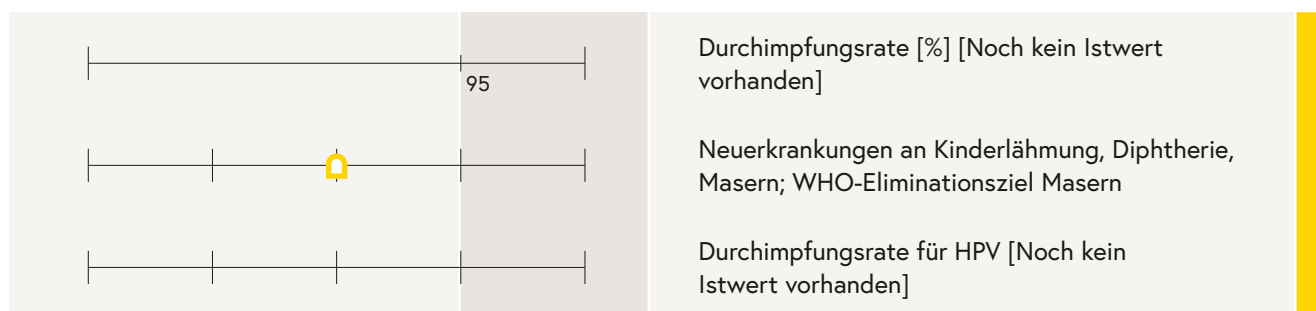 95
Durchimpfungsrate [%] [Noch kein Istwert
vorhanden]
Neuerkrankungen an Kinderlähmung, Diphtherie,
Masern; WHO-Eliminationsziel Masern
Durchimpfungsrate für HPV [Noch kein
Istwert vorhanden]